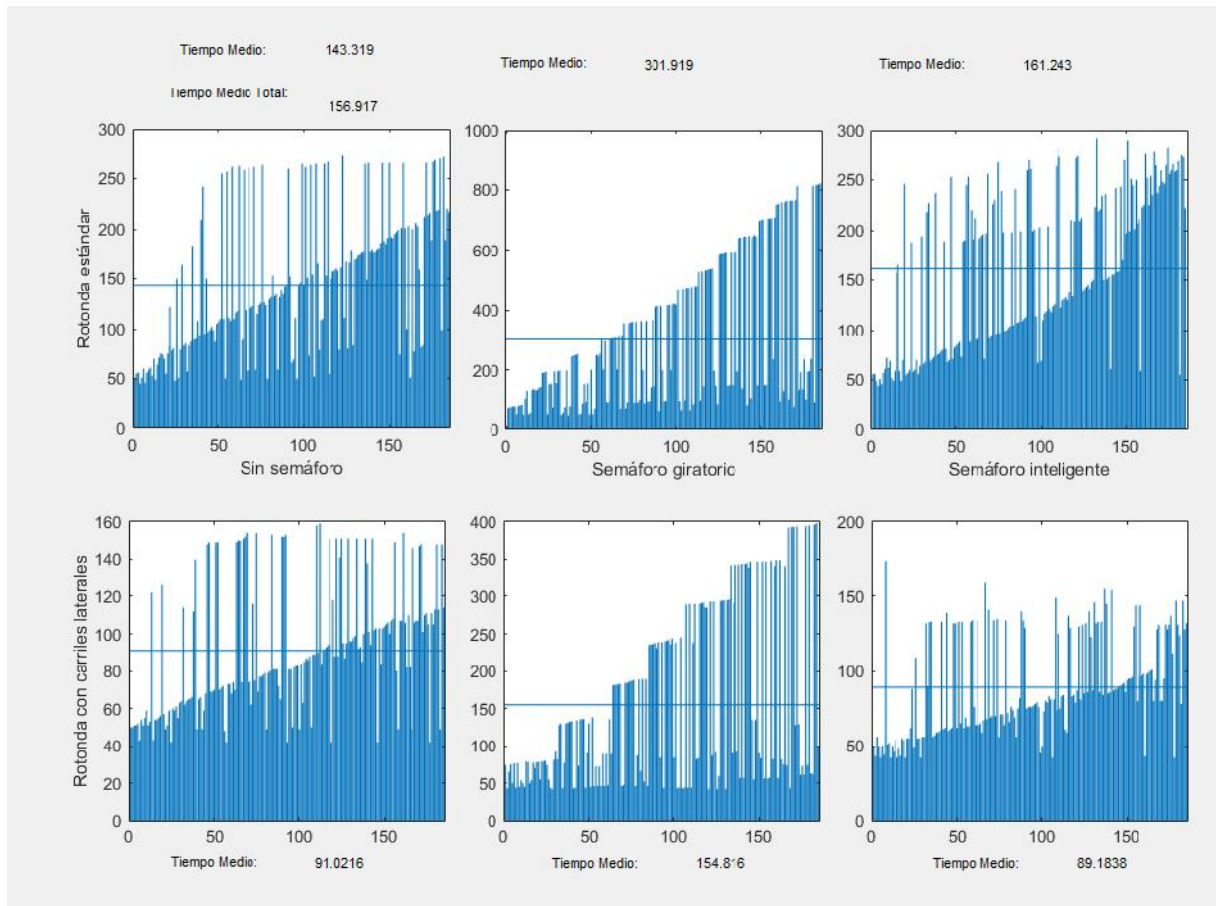 Tiempo Medio: 143.319
Tiempo Medio: 301.919
Tiempo Medio: 161.243
Tiempo Medio Total: 156.917
Rotonda estándar
300
250
200
150
100
50
0
0 50 100 150
Sin semáforo
1000
800
600
400
200
0
0 50 100 150
Semáforo giratorio
300
250
200
150
100
50
0
0 50 100 150
Semáforo inteligente
Rotonda con carriles laterales
160
140
120
100
80
60
40
20
0
0 50 100 150
Tiempo Medio: 91.0216
400
350
300
250
200
150
100
50
0
0 50 100 150
Tiempo Medio: 154.816
200
150
100
50
0
0 50 100 150
Tiempo Medio: 89.1838